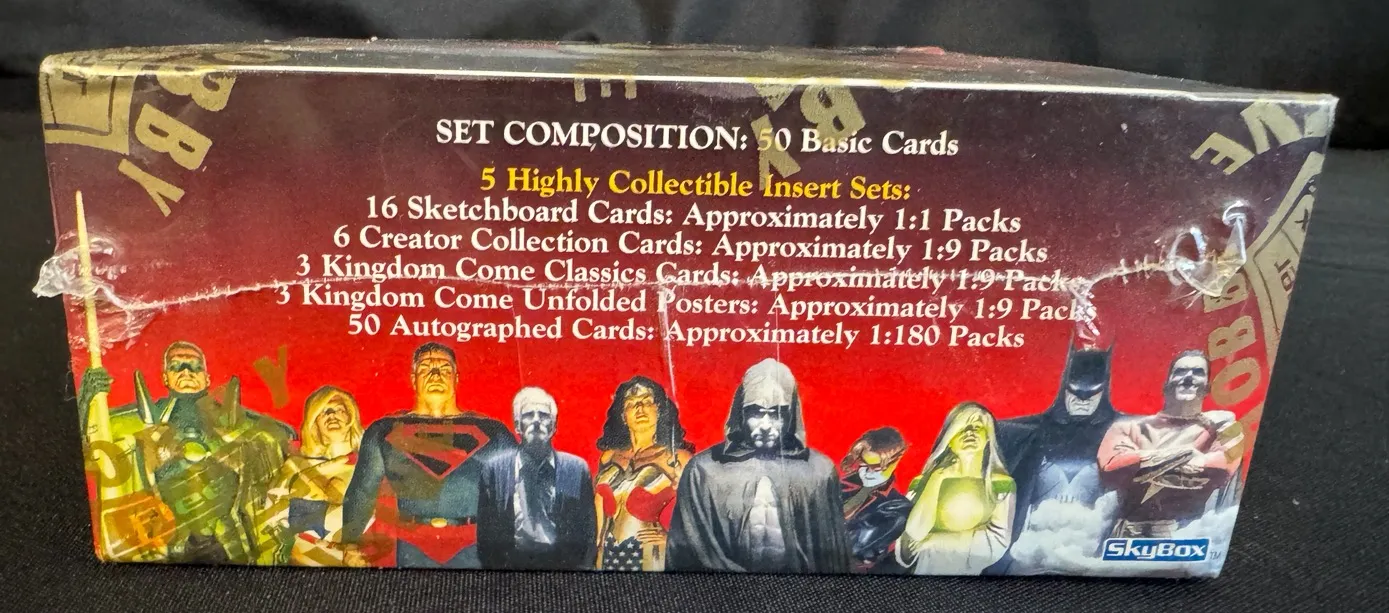 SET COMPOSITION: 50 Basic Cards
5 Highly Collectible Insert Sets:
16 Sketchboard Cards: Approximately 1:1 Packs
6 Creator Collection Cards: Approximately 1:9 Packs
3 Kingdom Come Classics Cards: Approximately 1:9 Packs
3 Kingdom Come Unfolded Posters: Approximately 1:9 Packs
50 Autographed Cards: Approximately 1:180 Packs
SkyBox TM